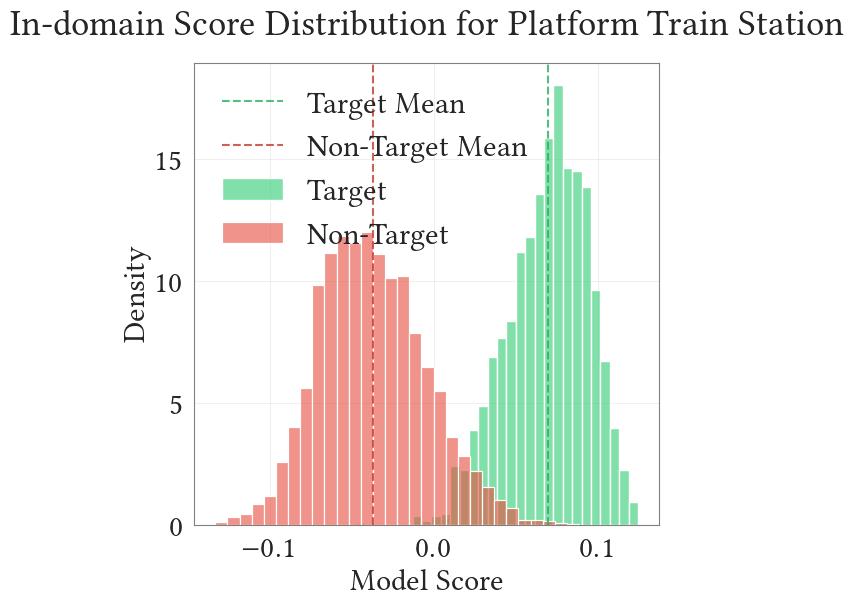 In-domain Score Distribution for Platform Train Station
Target Mean
Non-Target Mean
Target
Non-Target
Density
15
10
5
0
−0.1
0.0
0.1
Model Score